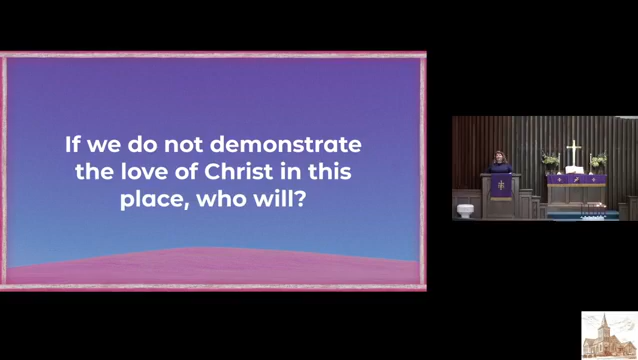 If we do not demonstrate
the love of Christ in this
place, who will?